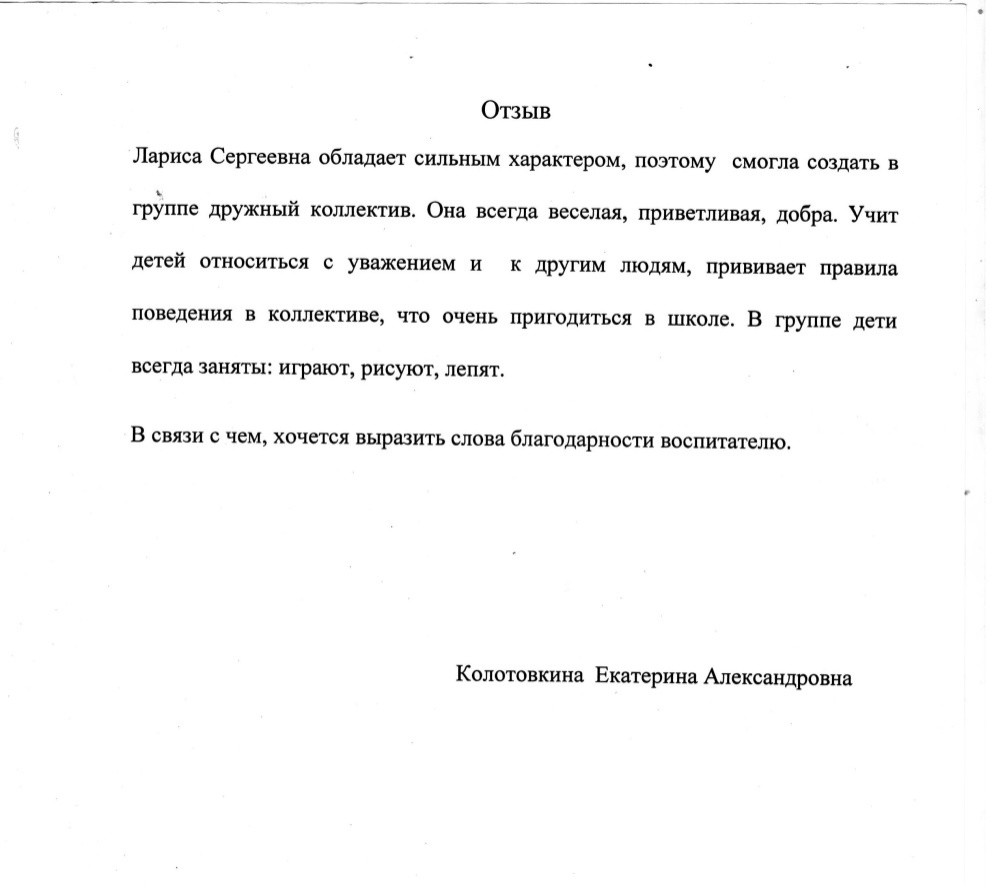 Отзыв
Лариса Сергеевна обладает сильным характером, поэтому смогла создать в
группе дружный коллектив. Она всегда веселая, приветливая, добра. Учит
детей относиться с уважением и к другим людям, прививает правила
поведения в коллективе, что очень пригодиться в школе. В группе дети
всегда заняты: играют, рисуют, лепят.
В связи с чем, хочется выразить слова благодарности воспитателю.
Колотовкина Екатерина Александровна